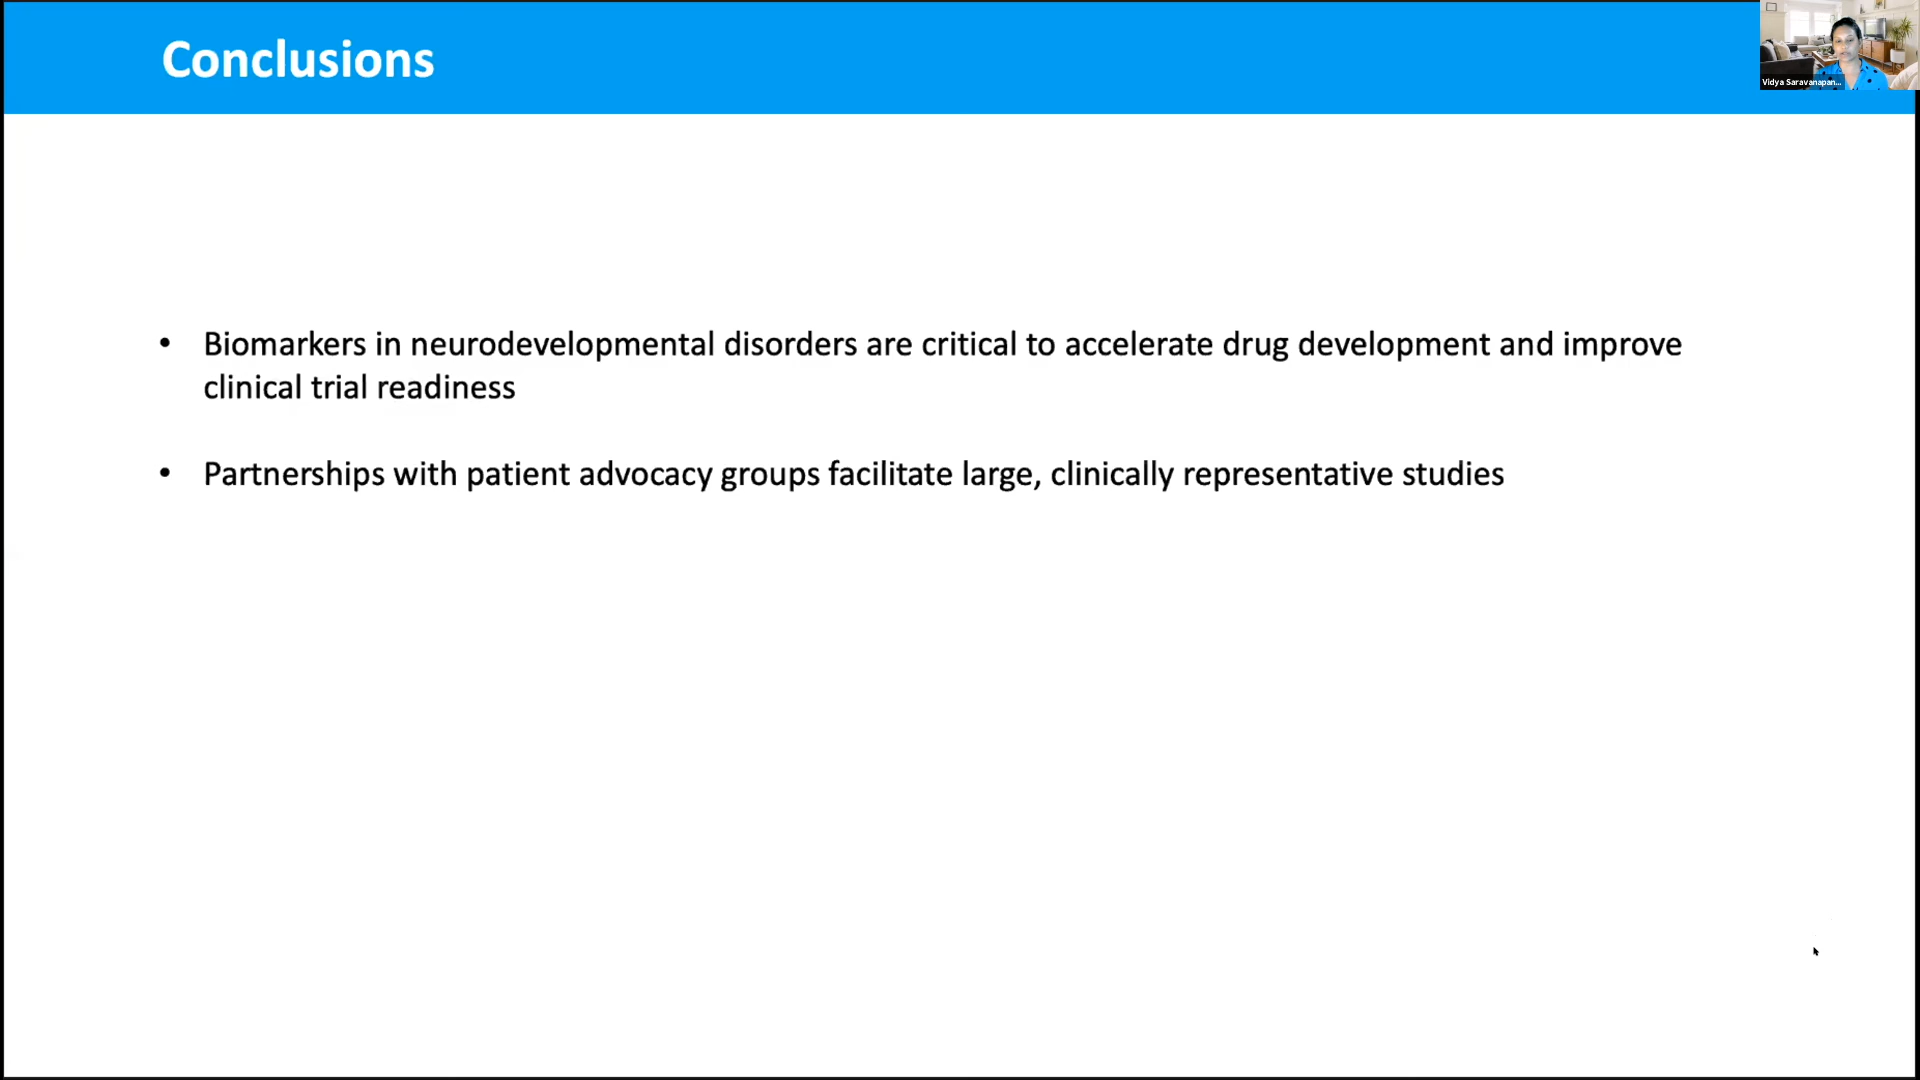 Conclusions
Vidya Saravanapan...
• Biomarkers in neurodevelopmental disorders are critical to accelerate drug development and improve
clinical trial readiness
• Partnerships with patient advocacy groups facilitate large, clinically representative studies